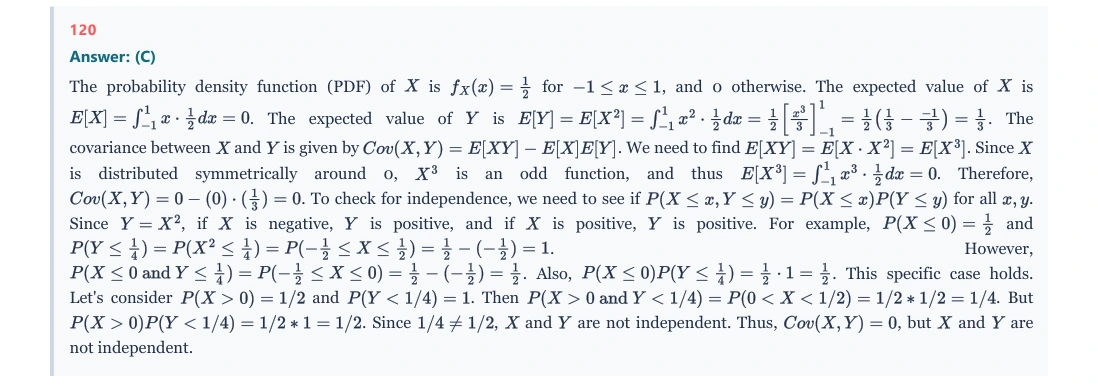 120
Answer: (C)
The probability density function (PDF) of X is f_X(x) = 1/2 for −1 ≤ x ≤ 1, and 0 otherwise. The expected value of X is
E[X] = ∫_{−1}^{1} x · 1/2 dx = 0. The expected value of Y is E[Y] = E[X²] = ∫_{−1}^{1} x² · 1/2 dx = 1/2 [x³/3]_{−1}^{1} = 1/2 (1/3 − −1/3) = 1/3. The
covariance between X and Y is given by Cov(X, Y) = E[XY] − E[X]E[Y]. We need to find E[XY] = E[X · X²] = E[X³]. Since X
is distributed symmetrically around 0, X³ is an odd function, and thus E[X³] = ∫_{−1}^{1} x³ · 1/2 dx = 0. Therefore,
Cov(X, Y) = 0 − (0) · (1/3) = 0. To check for independence, we need to see if P(X ≤ x, Y ≤ y) = P(X ≤ x)P(Y ≤ y) for all x, y.
Since Y = X², if X is negative, Y is positive, and if X is positive, Y is positive. For example, P(X ≤ 0) = 1/2 and
P(Y ≤ 1/4) = P(X² ≤ 1/4) = P(−1/2 ≤ X ≤ 1/2) = 1/2 − (−1/2) = 1. However,
P(X ≤ 0 and Y ≤ 1/4) = P(−1/2 ≤ X ≤ 0) = 1/2 − (−1/2) = 1/2. Also, P(X ≤ 0)P(Y ≤ 1/4) = 1/2 · 1 = 1/2. This specific case holds.
Let's consider P(X > 0) = 1/2 and P(Y < 1/4) = 1. Then P(X > 0 and Y < 1/4) = P(0 < X < 1/2) = 1/2 * 1/2 = 1/4. But
P(X > 0)P(Y < 1/4) = 1/2 * 1 = 1/2. Since 1/4 ≠ 1/2, X and Y are not independent. Thus, Cov(X, Y) = 0, but X and Y are
not independent.